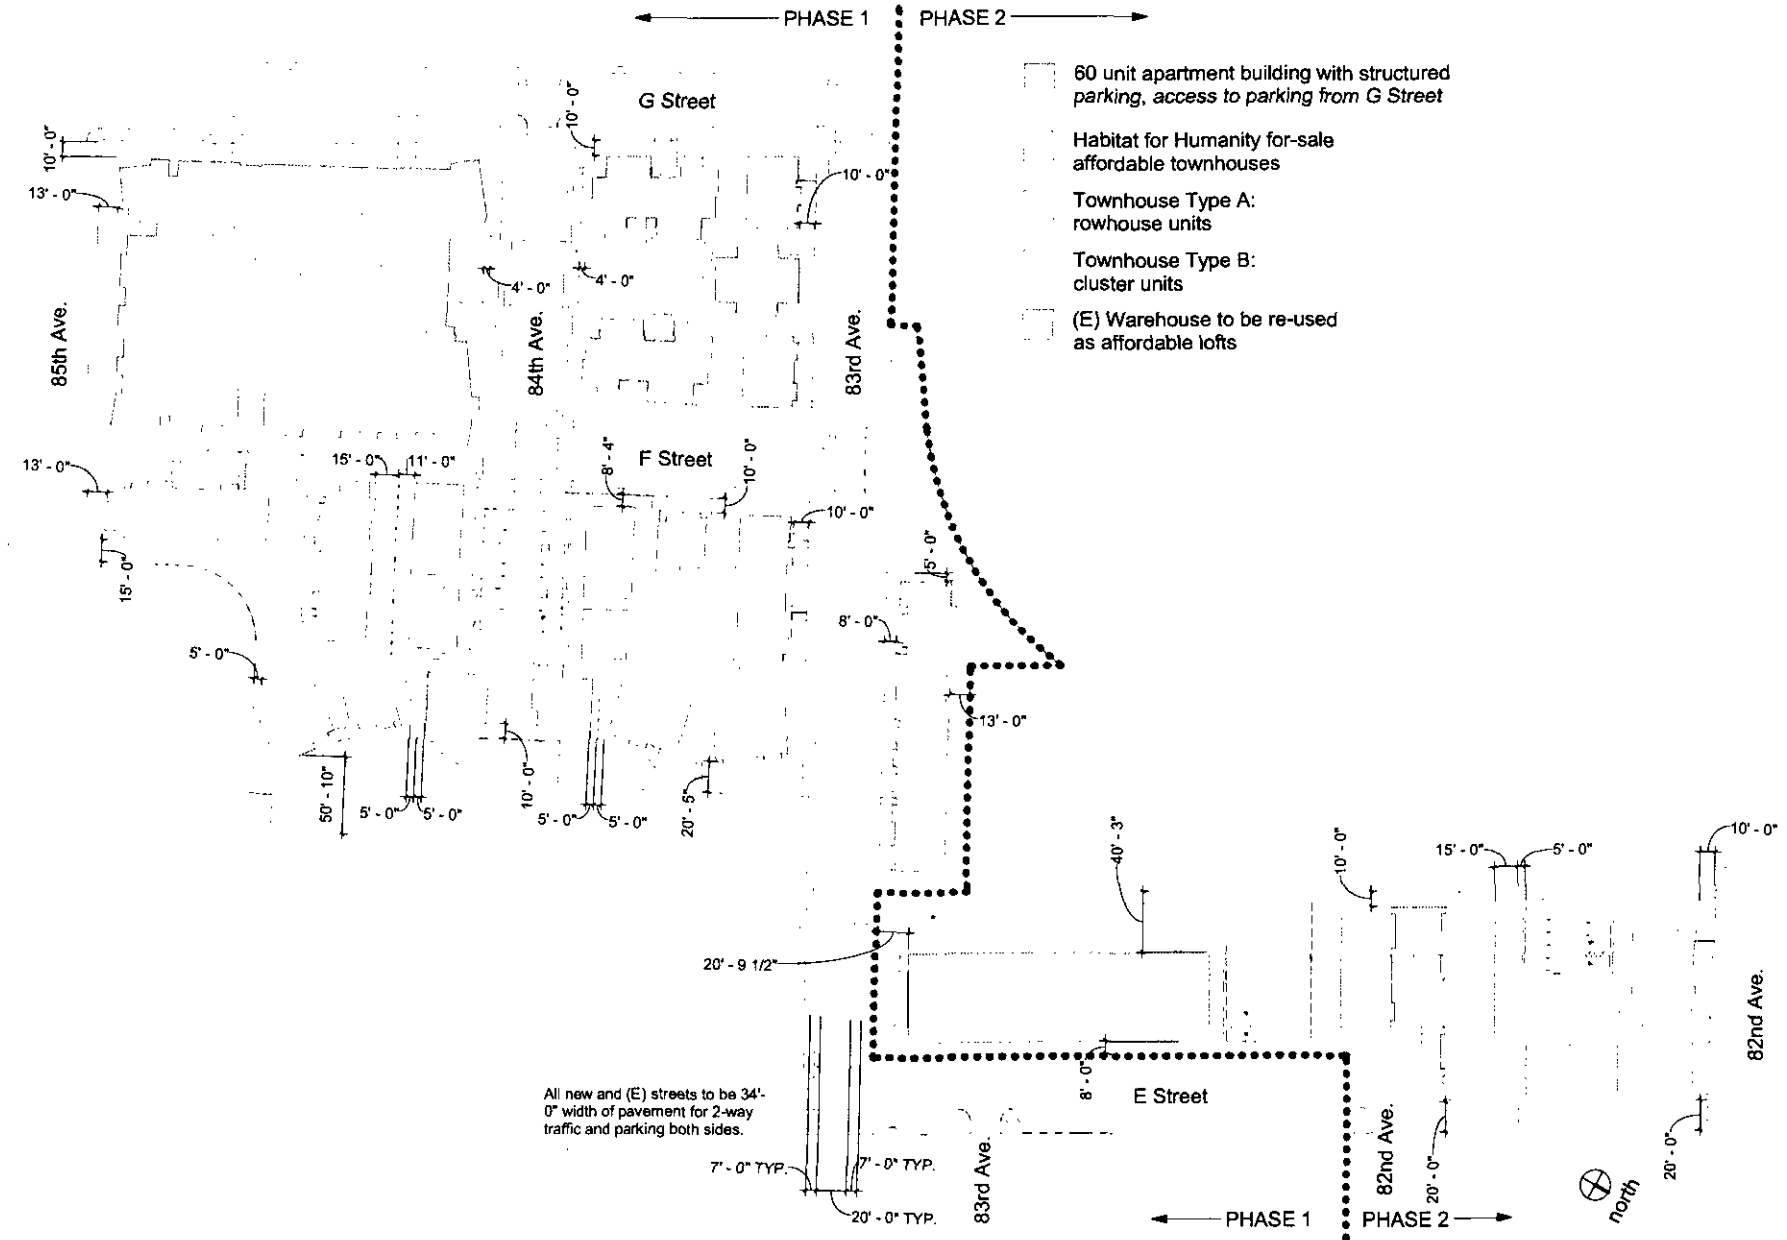 PHASE 1
PHASE 2
60 unit apartment building with structured
parking, access to parking from G Street
Habitat for Humanity for-sale
affordable townhouses
Townhouse Type A:
rowhouse units
Townhouse Type B:
cluster units
(E) Warehouse to be re-used
as affordable lofts
G Street
10' - 0"
10' - 0"
13' - 0"
10' - 0"
4' - 0"
4' - 0"
85th Ave.
84th Ave.
83rd Ave.
F Street
13' - 0"
15' - 0"
11' - 0"
8' - 4"
10' - 0"
10' - 0"
15' - 0"
5' - 0"
8' - 0"
5' - 0"
13' - 0"
50' - 10"
5' - 0"
5' - 0"
10' - 0"
5' - 0"
5' - 0"
20' - 5"
40' - 3"
10' - 0"
15' - 0"
5' - 0"
10' - 0"
20' - 9 1/2"
82nd Ave.
8' - 0"
E Street
All new and (E) streets to be 34'-
0" width of pavement for 2-way
traffic and parking both sides.
7' - 0" TYP.
7' - 0" TYP.
20' - 0" TYP.
83rd Ave.
82nd Ave.
20' - 0"
20' - 0"
north
PHASE 1
PHASE 2